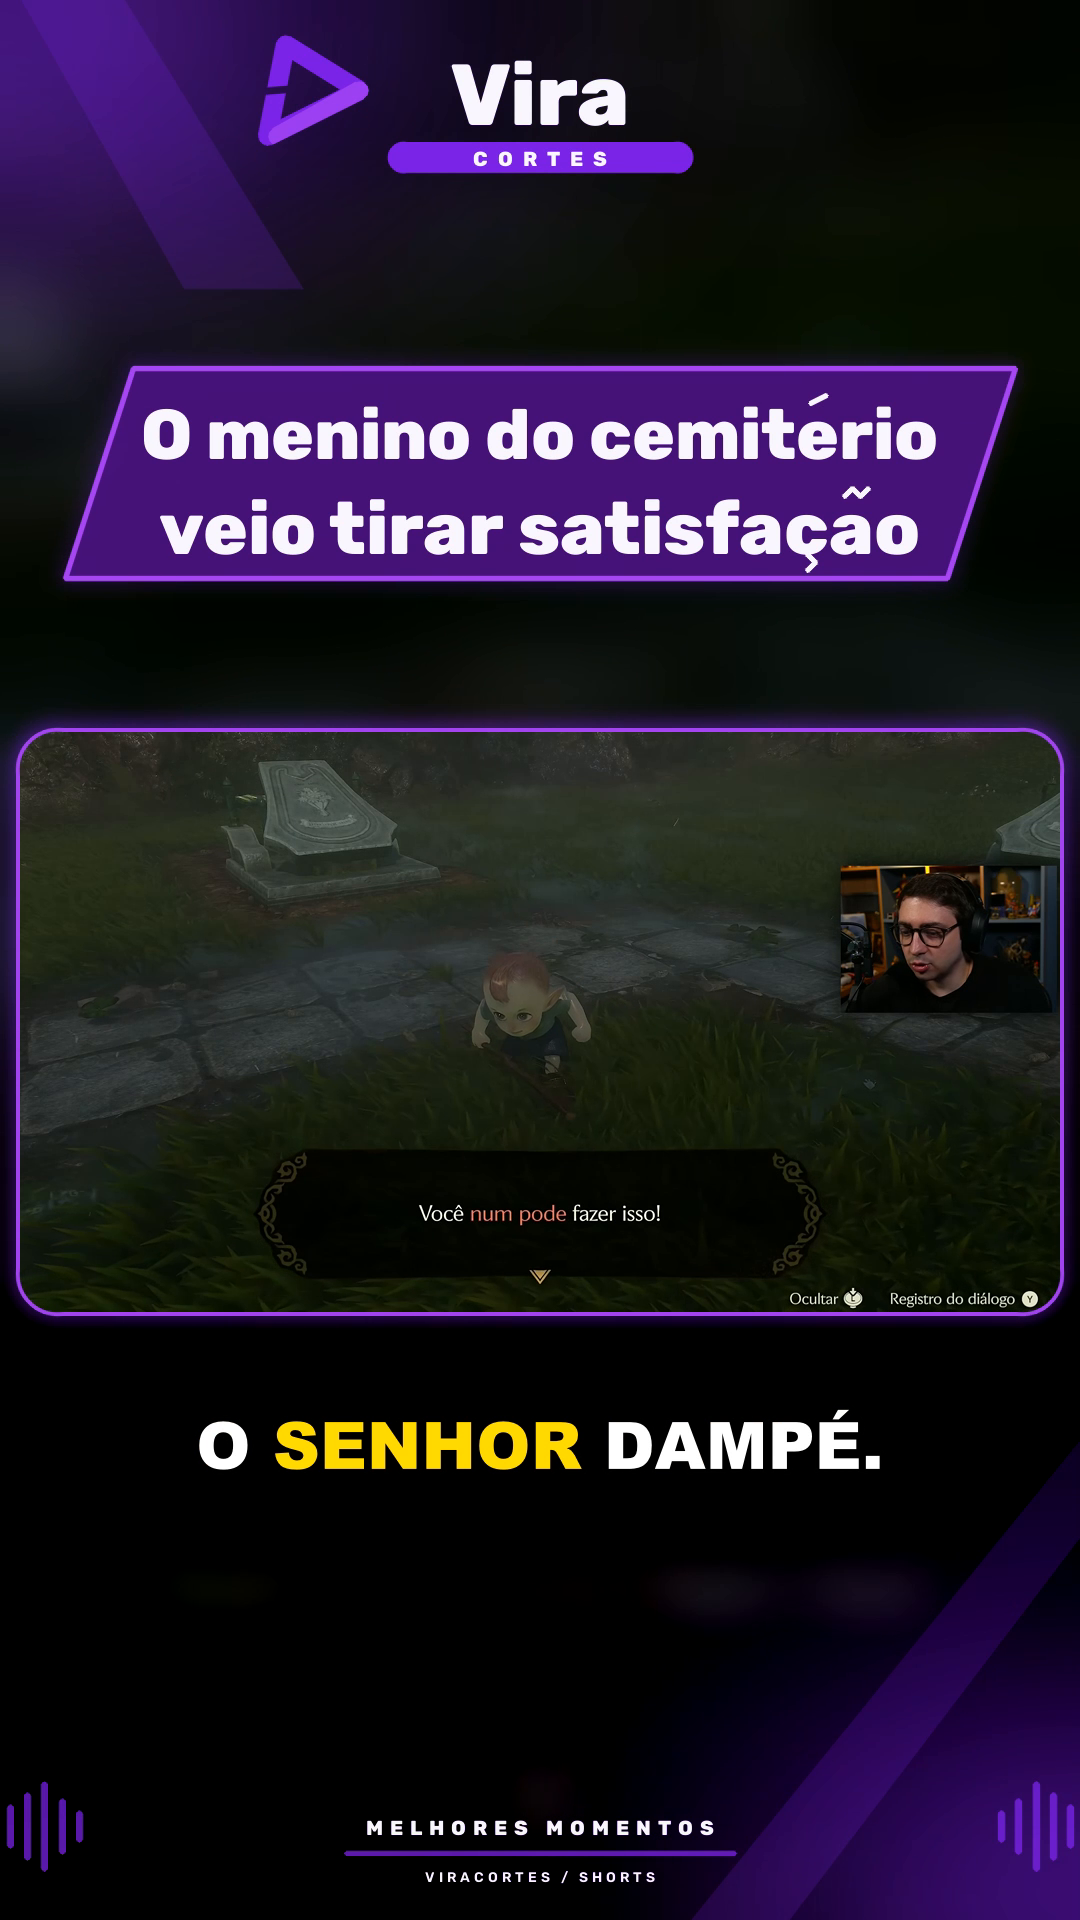 Vira
CORTES
O menino do cemitério
veio tirar satisfação
Você num pode fazer isso!
Ocultar L Registro do diálogo Y
O SENHOR DAMPÉ.
MELHORES MOMENTOS
VIRACORTES / SHORTS